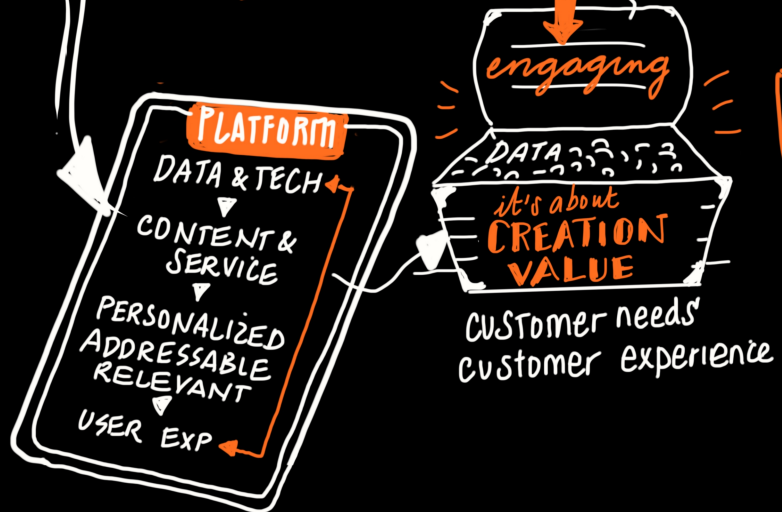 PLATFORM
DATA & TECH
CONTENT &
SERVICE
PERSONALIZED
ADDRESSABLE
RELEVANT
USER EXP
engaging
DATA
it's about
CREATION
VALUE
customer needs
customer experience